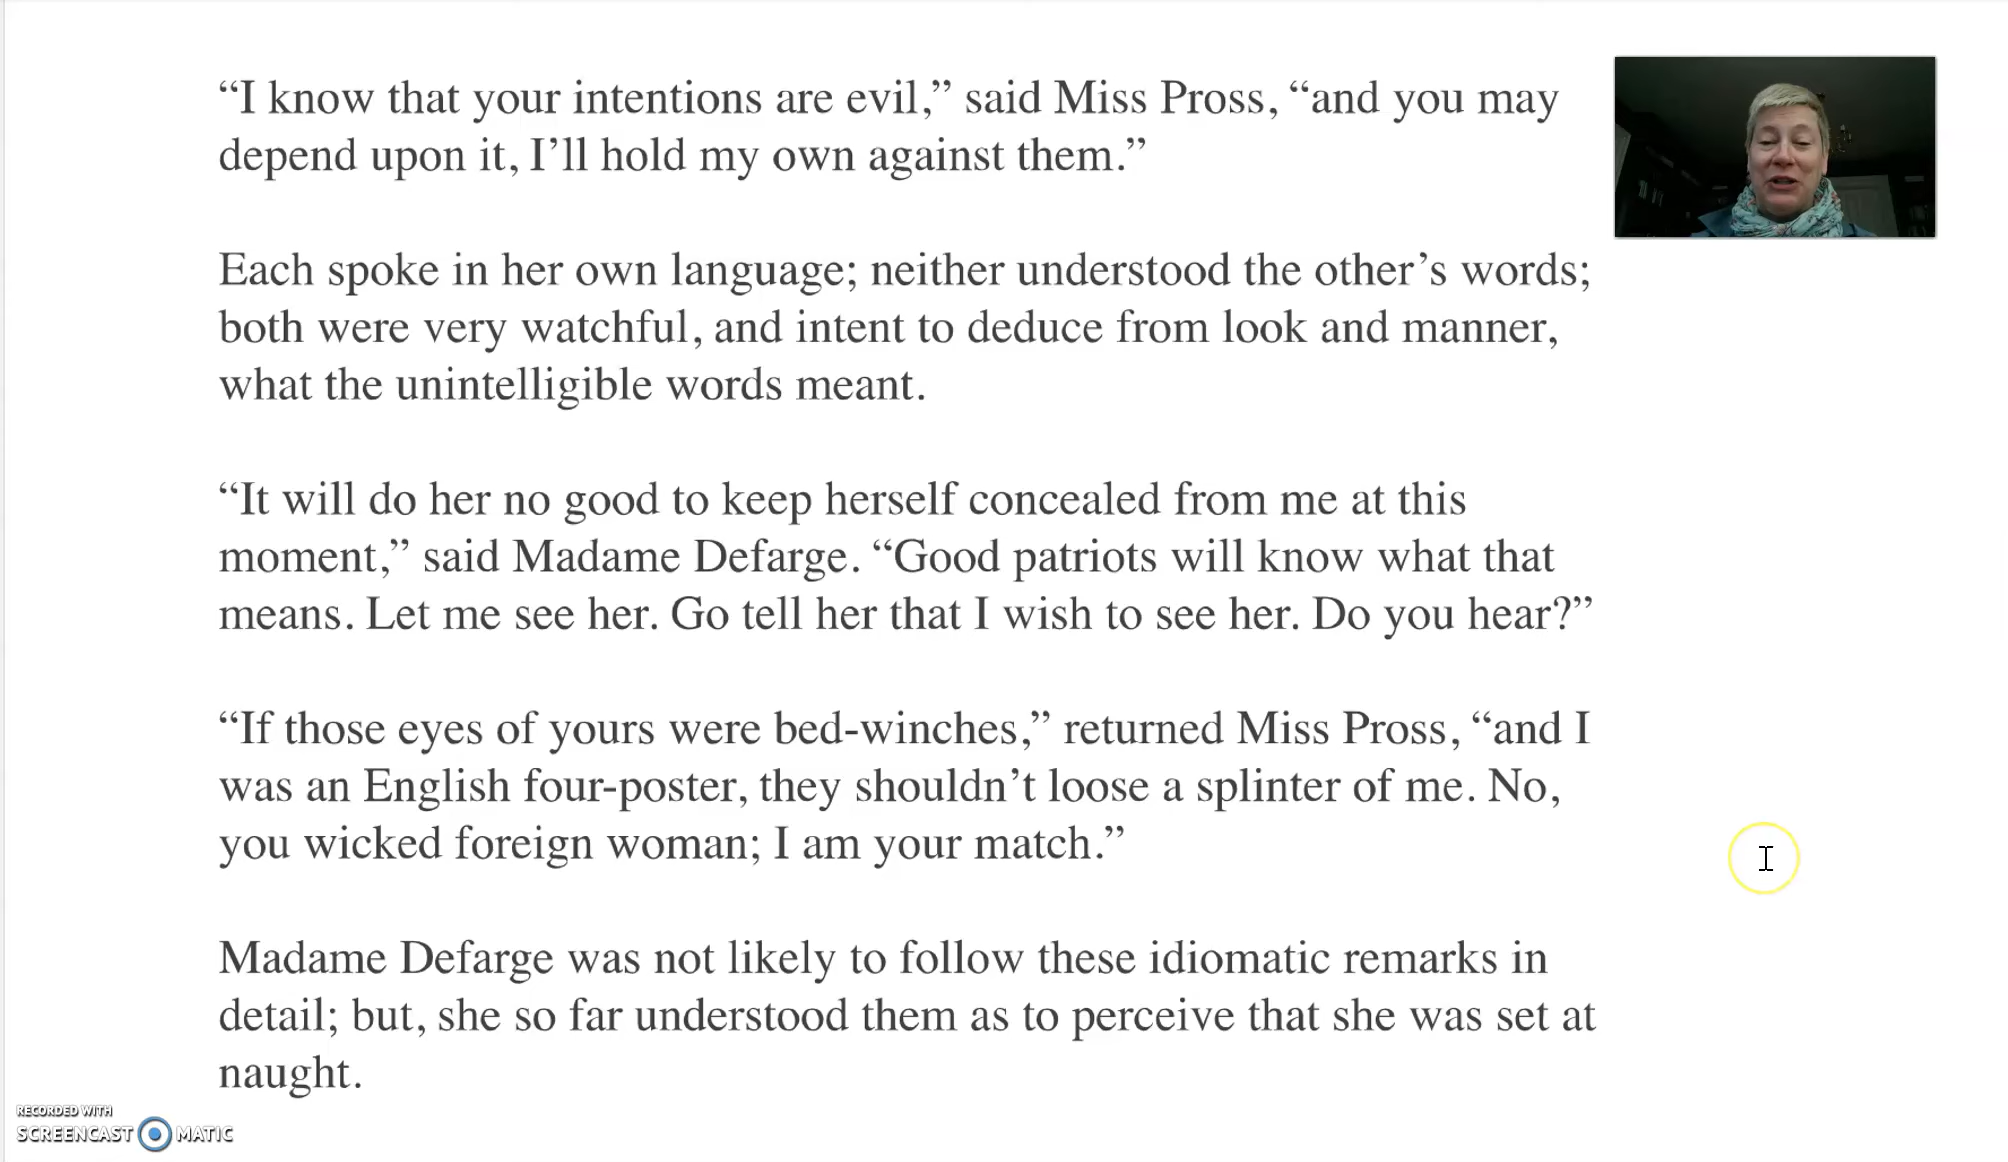 “I know that your intentions are evil,” said Miss Pross, “and you may
depend upon it, I’ll hold my own against them.”
Each spoke in her own language; neither understood the other’s words;
both were very watchful, and intent to deduce from look and manner,
what the unintelligible words meant.
“It will do her no good to keep herself concealed from me at this
moment,” said Madame Defarge. “Good patriots will know what that
means. Let me see her. Go tell her that I wish to see her. Do you hear?”
“If those eyes of yours were bed-winches,” returned Miss Pross, “and I
was an English four-poster, they shouldn’t loose a splinter of me. No,
you wicked foreign woman; I am your match.”
Madame Defarge was not likely to follow these idiomatic remarks in
detail; but, she so far understood them as to perceive that she was set at
naught.
RECORDED WITH
SCREENCAST MATIC